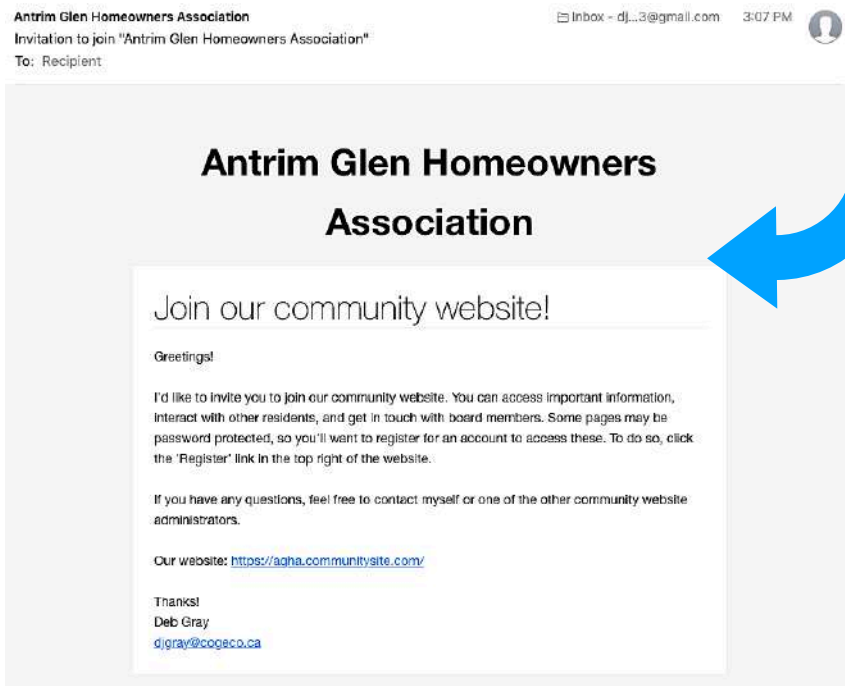 Antrim Glen Homeowners Association
Inbox - dj...3@gmail.com 3:07 PM
Invitation to join "Antrim Glen Homeowners Association"
To: Recipient
Antrim Glen Homeowners
Association
Join our community website!
Greetings!
I'd like to invite you to join our community website. You can access important information,
interact with other residents, and get in touch with board members. Some pages may be
password protected, so you'll want to register for an account to access these. To do so, click
the 'Register' link in the top right of the website.
If you have any questions, feel free to contact myself or one of the other community website
administrators.
Our website: https://agha.communitysite.com/
Thanks!
Deb Gray
djgray@cogeco.ca